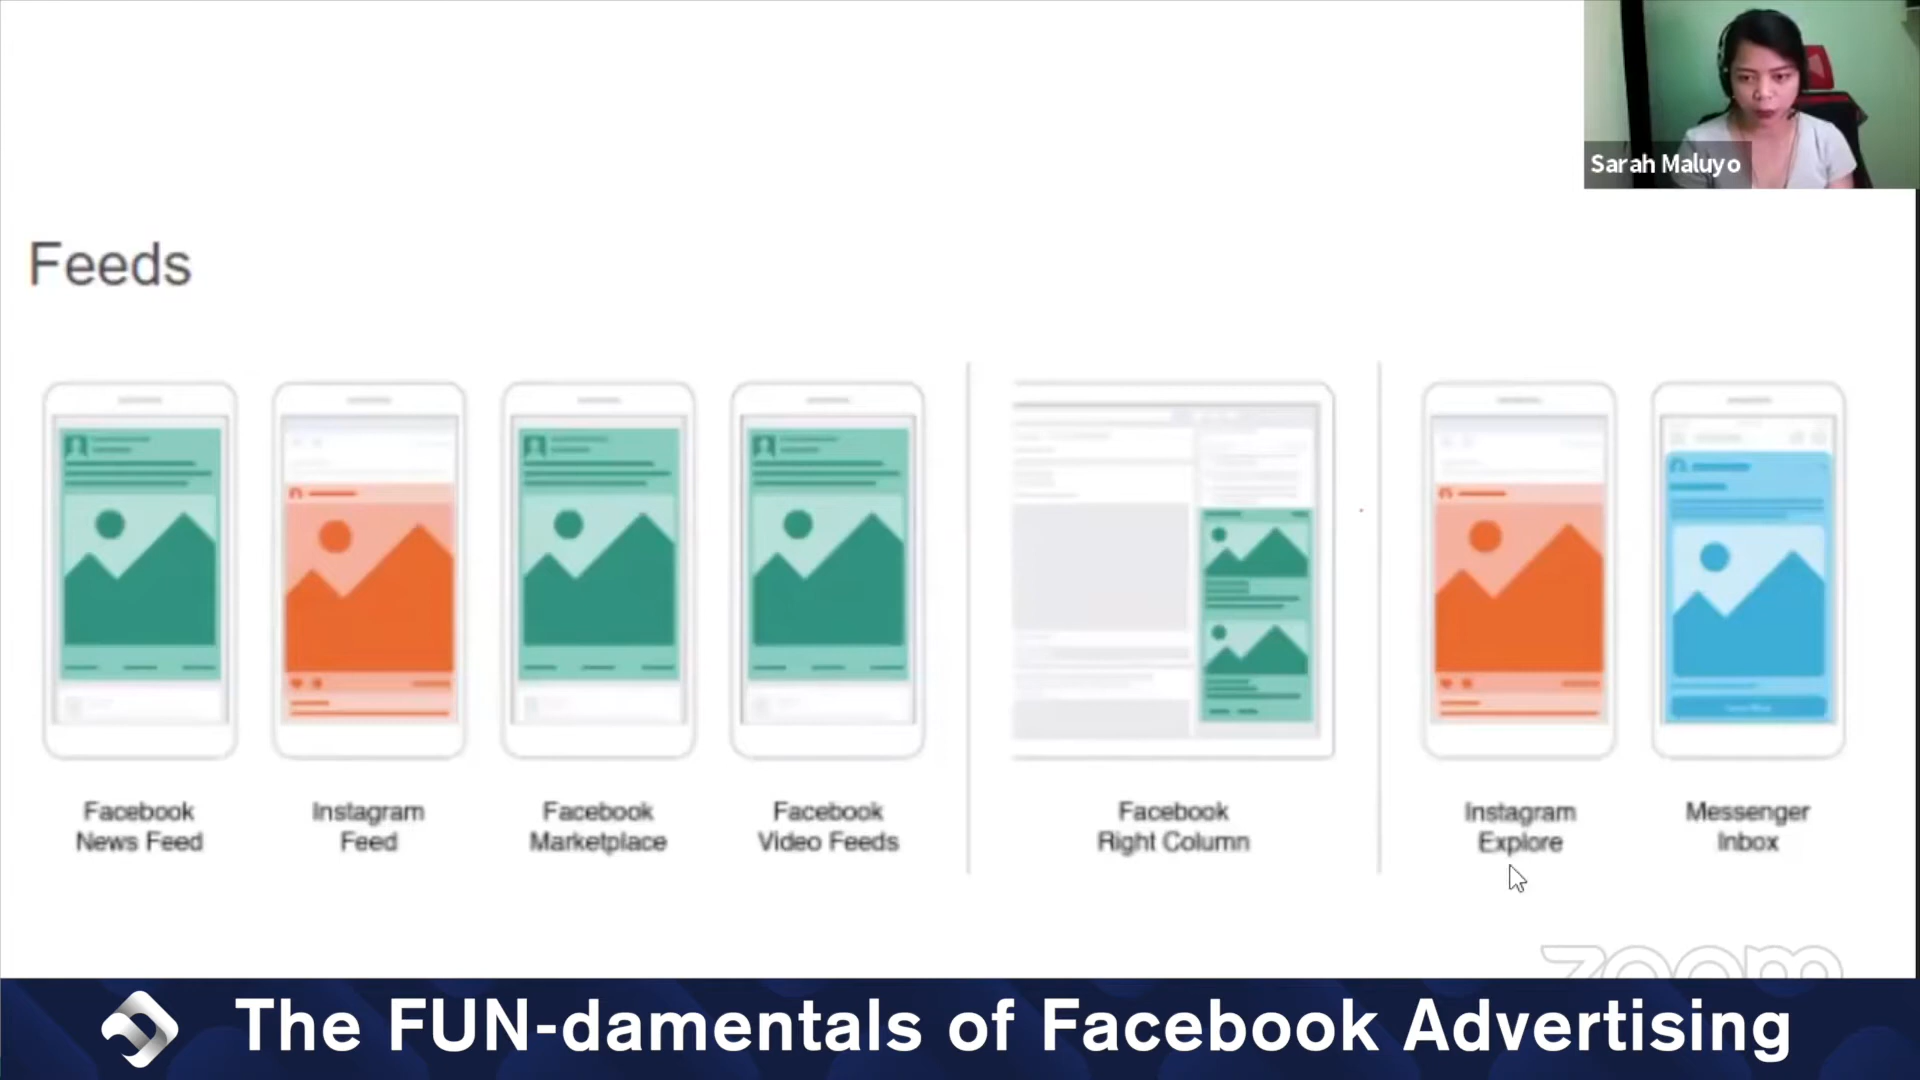 Sarah Maluyo
Feeds
Facebook
News Feed
Instagram
Feed
Facebook
Marketplace
Facebook
Video Feeds
Facebook
Right Column
Instagram
Explore
Messenger
Inbox
zoom
The FUN-damentals of Facebook Advertising